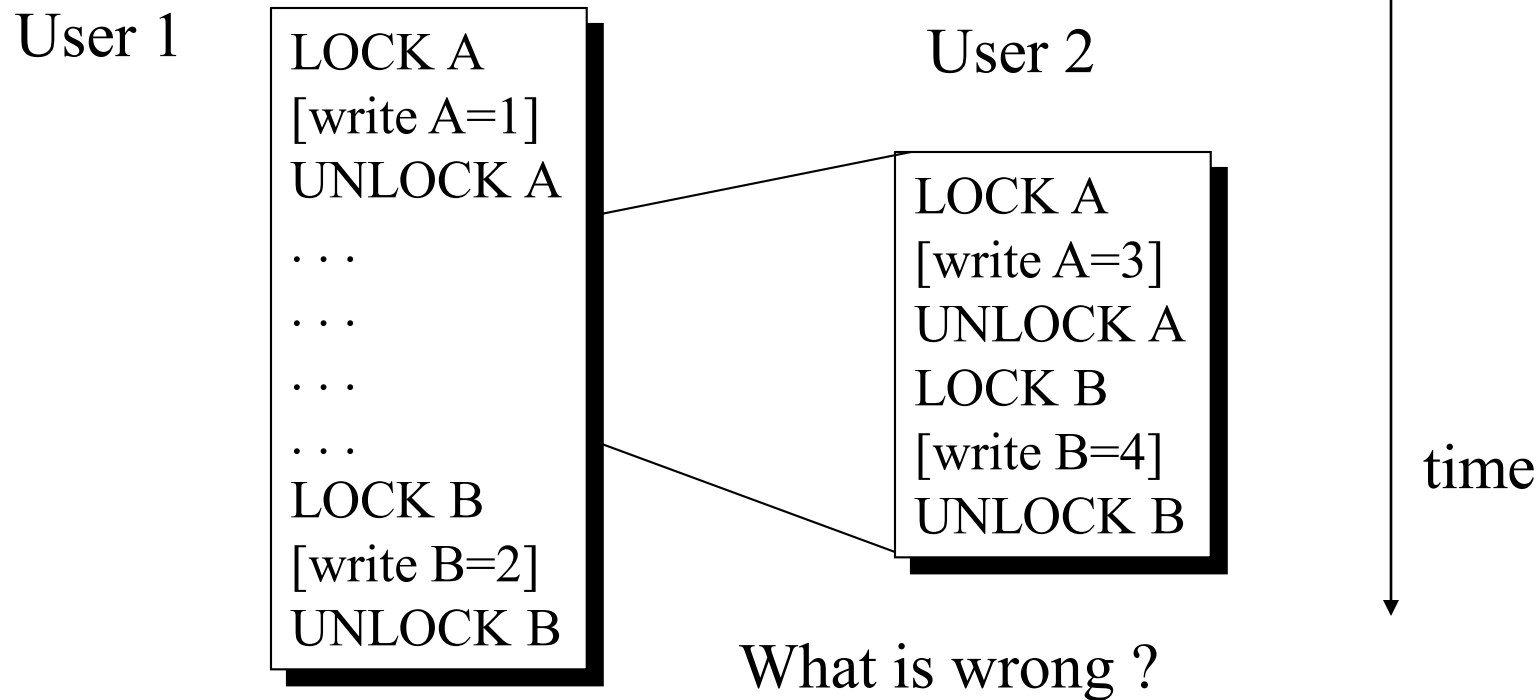 User 1
LOCK A
[write A=1]
UNLOCK A
. . .
. . .
. . .
. . .
LOCK B
[write B=2]
UNLOCK B
User 2
LOCK A
[write A=3]
UNLOCK A
LOCK B
[write B=4]
UNLOCK B
time
What is wrong ?